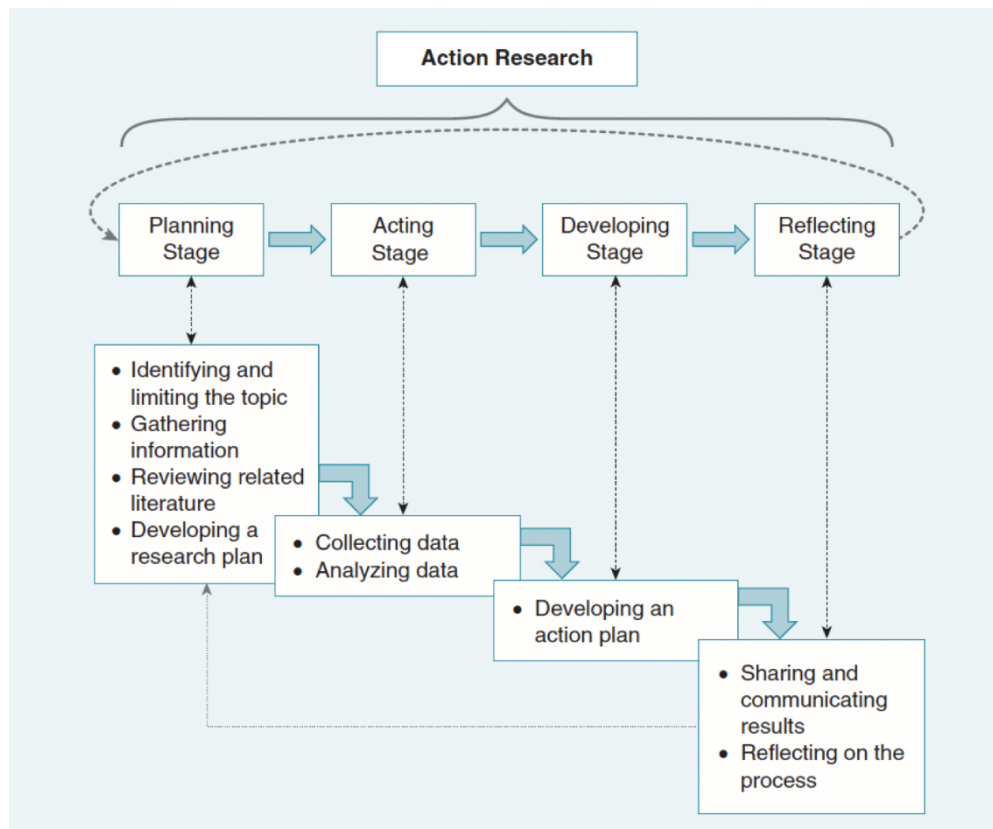 Action Research
Planning
Stage
Acting
Stage
Developing
Stage
Reflecting
Stage
• Identifying and
limiting the topic
• Gathering
information
• Reviewing related
literature
• Developing a
research plan
• Collecting data
• Analyzing data
• Developing an
action plan
• Sharing and
communicating
results
• Reflecting on the
process